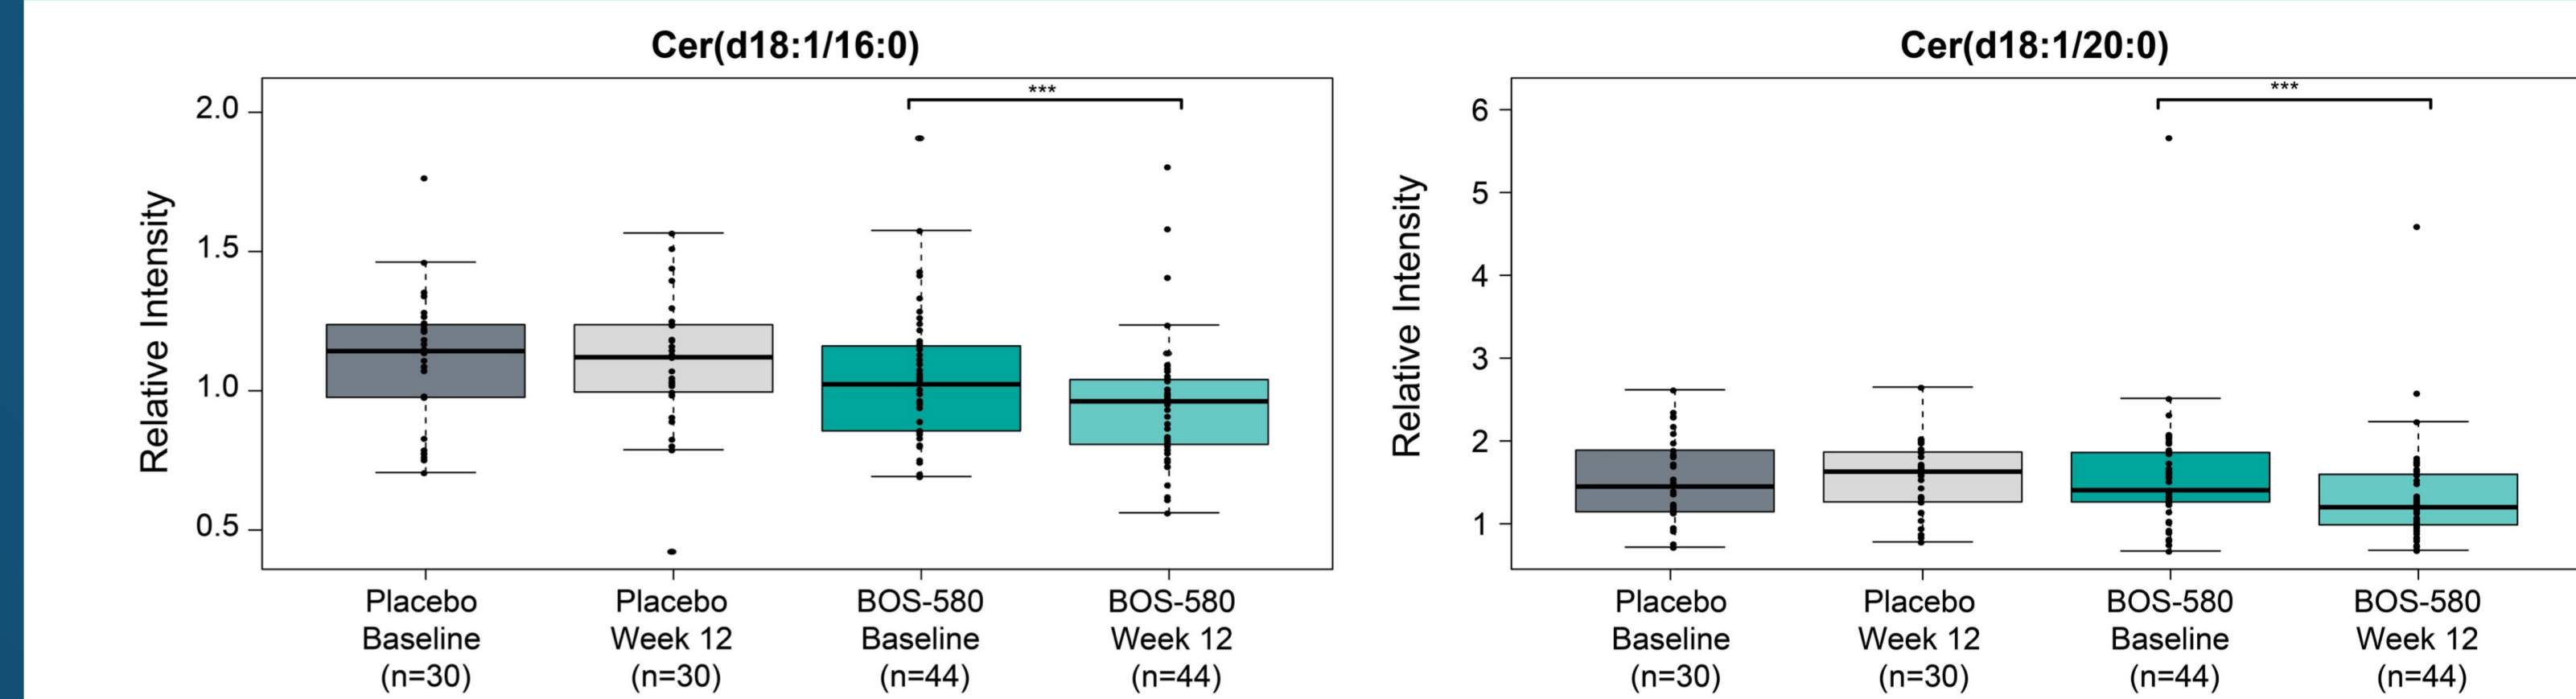 Cer(d18:1/16:0)
***
Relative Intensity
2.0
1.5
1.0
0.5
Placebo
Baseline
(n=30)
Placebo
Week 12
(n=30)
BOS-580
Baseline
(n=44)
BOS-580
Week 12
(n=44)
Cer(d18:1/20:0)
***
Relative Intensity
6
5
4
3
2
1
Placebo
Baseline
(n=30)
Placebo
Week 12
(n=30)
BOS-580
Baseline
(n=44)
BOS-580
Week 12
(n=44)